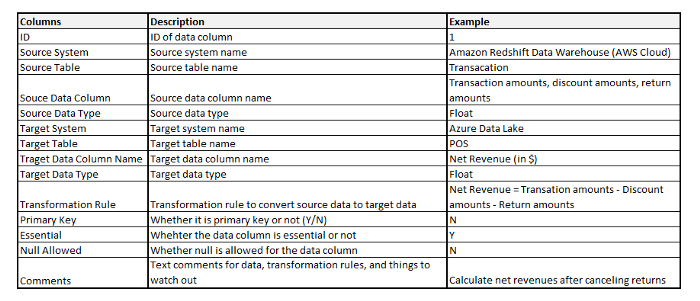 Columns Description Example
ID ID of data column 1
Source System Source system name Amazon Redshift Data Warehouse (AWS Cloud)
Source Table Source table name Transacation
Transaction amounts, discount amounts, return
Souce Data Column Source data column name amounts
Source Data Type Source data type Float
Target System Target system name Azure Data Lake
Target Table Target table name POS
Traget Data Column Name Target data column name Net Revenue (in $)
Target Data Type Target data type Float
Net Revenue = Transation amounts - Discount
Transformation Rule Transformation rule to convert source data to target data amounts - Return amounts
Primary Key Whether it is primary key or not (Y/N) N
Essential Whehter the data column is essential or not Y
Null Allowed Whether null is allowed for the data column N
Text comments for data, transformation rules, and things to
Comments watch out Calculate net revenues after canceling returns